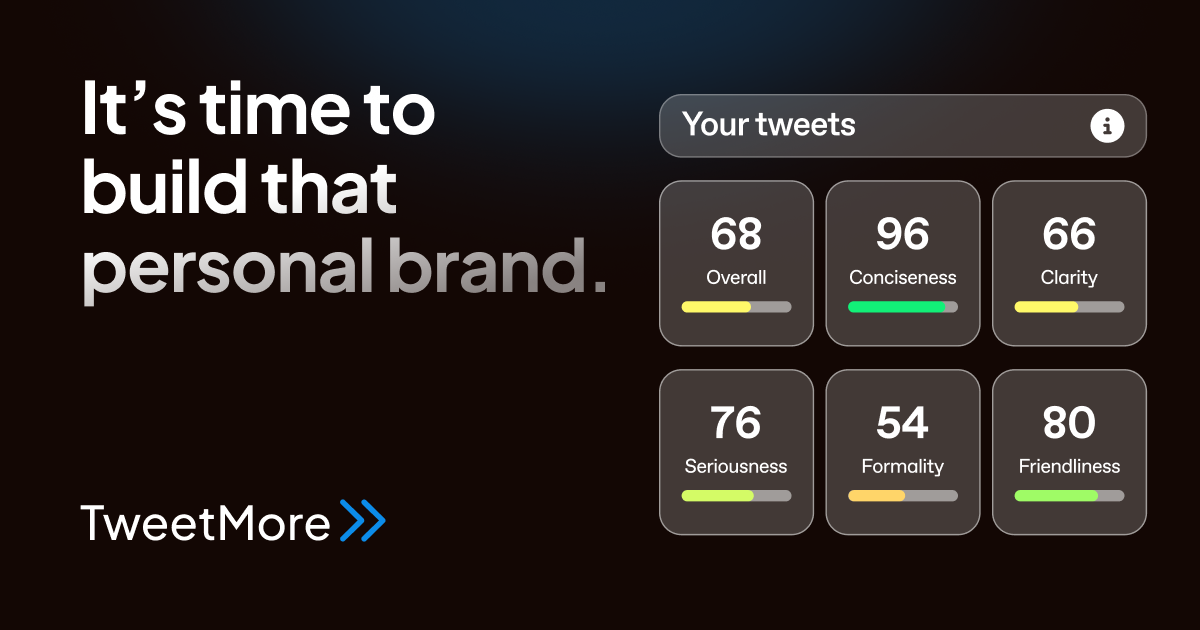 It’s time to
build that
personal brand.
TweetMore
Your tweets
68
Overall
96
Conciseness
66
Clarity
76
Seriousness
54
Formality
80
Friendliness